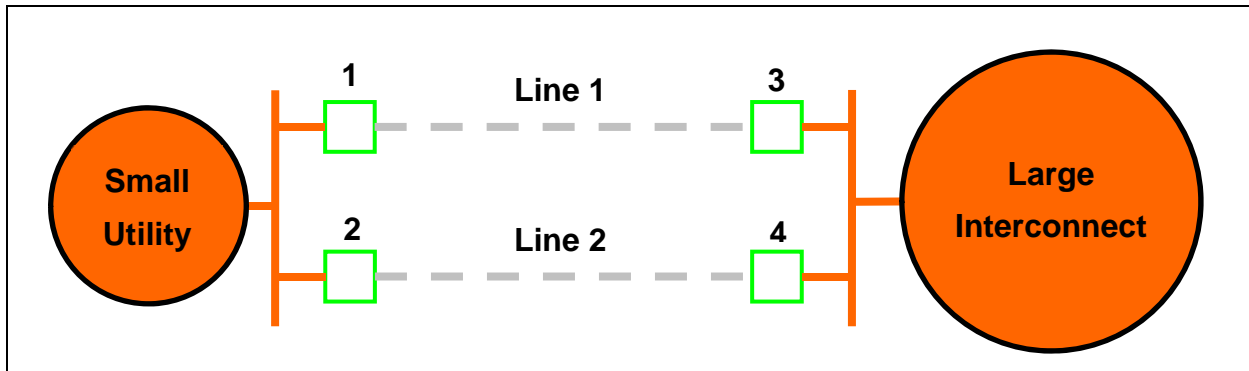 1
Line 1
3
Small
Utility
Large
Interconnect
2
Line 2
4